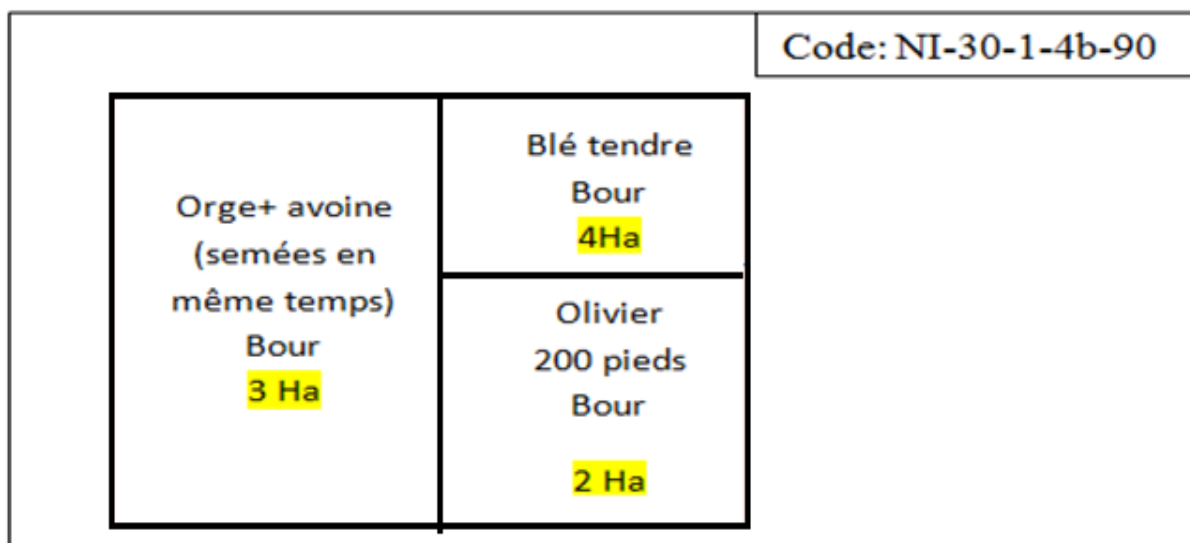 Code: NI-30-1-4b-90
Orge+ avoine
(semées en
même temps)
Bour
3 Ha
Blé tendre
Bour
4Ha
Olivier
200 pieds
Bour
2 Ha